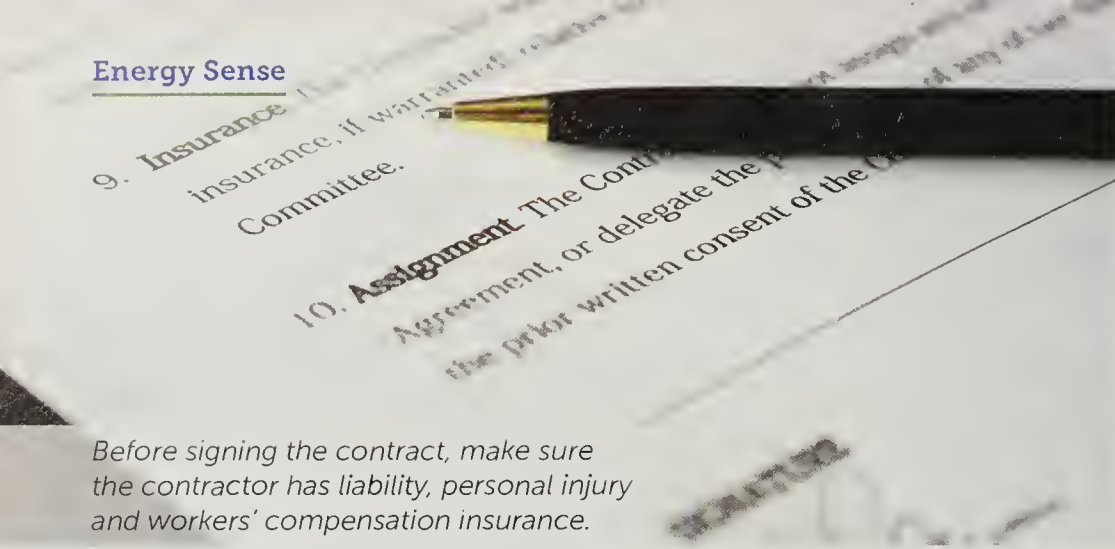 Energy Sense
9. Insurance
insurance, if warranted,
Committee.
10. Assignment. The
Agreement, or delegate the
the prior written consent of the
Before signing the contract, make sure
the contractor has liability, personal injury
and workers' compensation insurance.